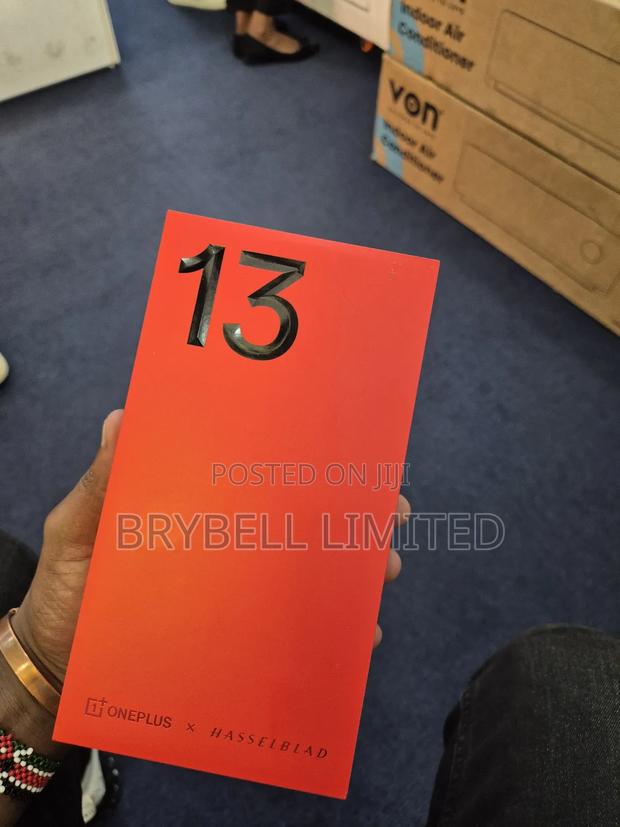 Indoor Air
Conditioner
von
Indoor Air
Conditioner
13
POSTED ON JIJI
BRYBELL LIMITED
1+ ONEPLUS × HASSELBLAD